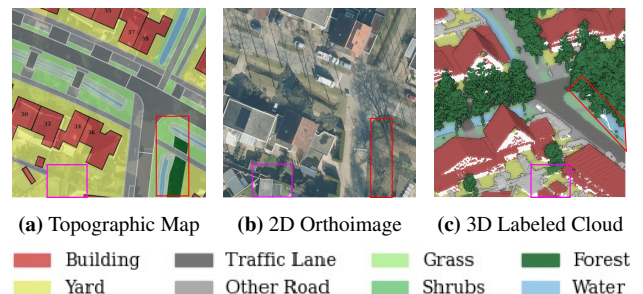 37
39
30
32
34
36
(a) Topographic Map (b) 2D Orthoimage (c) 3D Labeled Cloud
Building Traffic Lane Grass Forest
Yard Other Road Shrubs Water